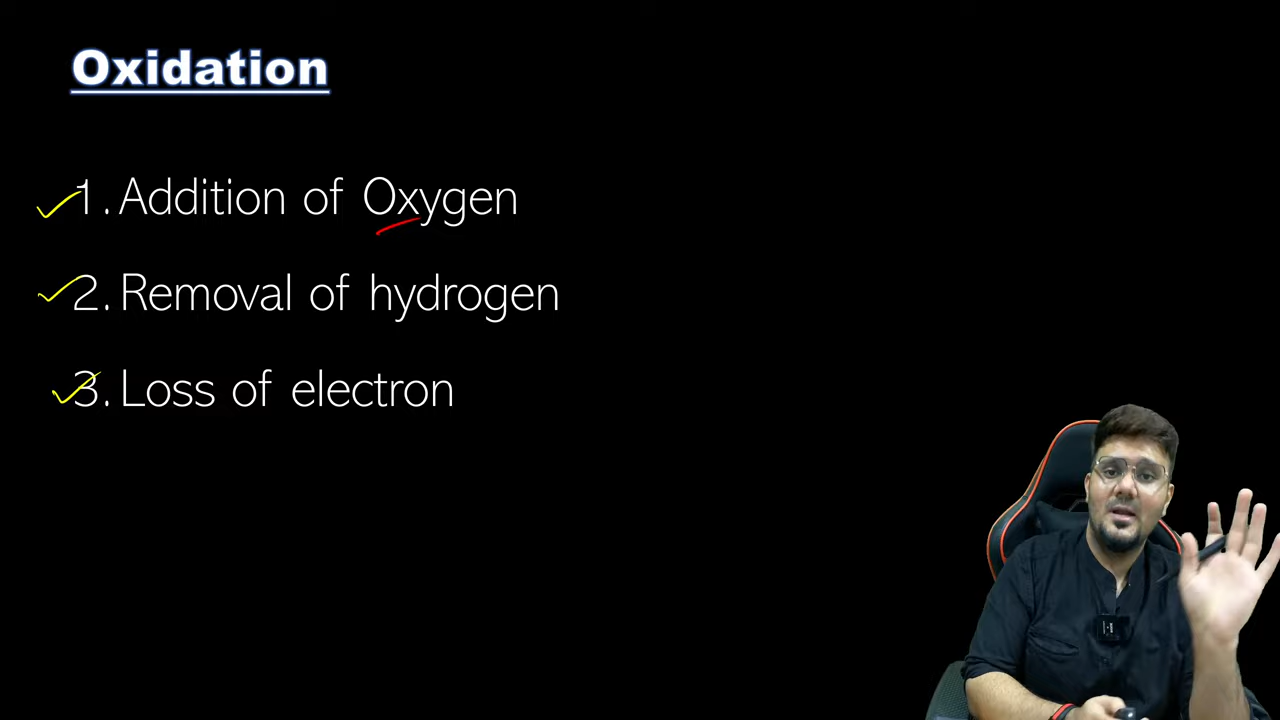 Oxidation
1. Addition of Oxygen
2. Removal of hydrogen
3. Loss of electron